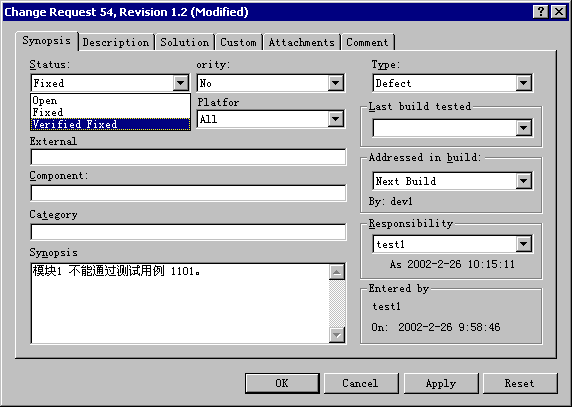 Change Request 54, Revision 1.2 (Modified)
Synopsis Description Solution Custom Attachments Comment
Status: ority: Type:
Fixed No Defect
Open
Fixed
Verified Fixed
Platfor
All
Last build tested
External
Addressed in build:
Component:
Next Build
By: dev1
Category
Responsibility
test1
Synopsis
As 2002-2-26 10:15:11
模块1 不能通过测试用例 1101。
Entered by
test1
On: 2002-2-26 9:58:46
OK Cancel Apply Reset